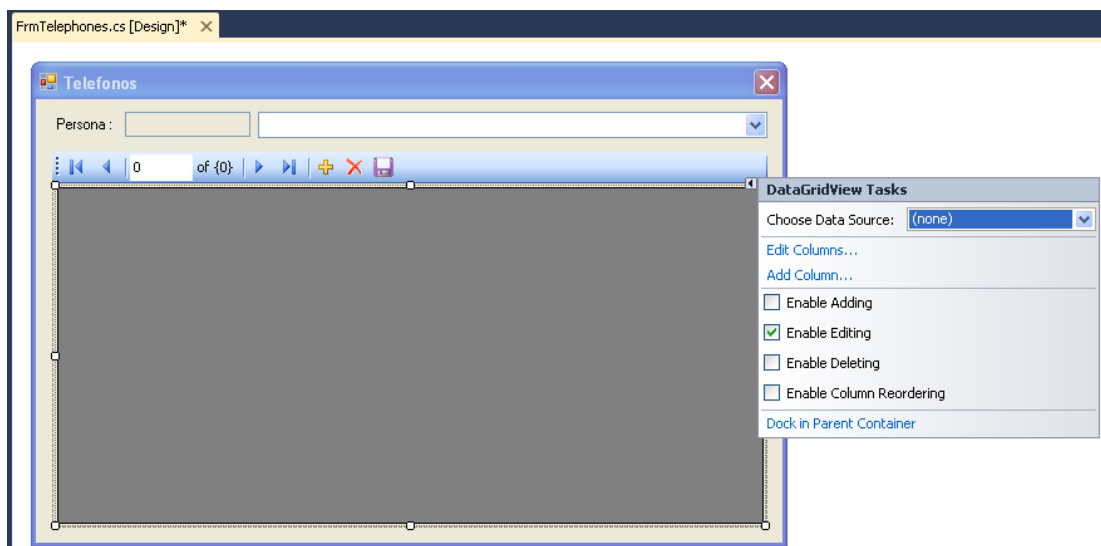 FrmTelephones.cs [Design]*
Telefonos
Persona :
0 of {0}
DataGridView Tasks
Choose Data Source: (none)
Edit Columns...
Add Column...
Enable Adding
Enable Editing
Enable Deleting
Enable Column Reordering
Dock in Parent Container